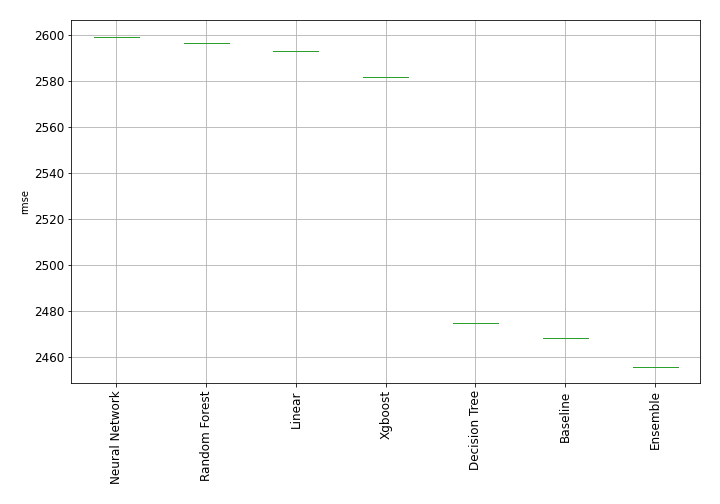 2600
2580
2560
2540
2520
2500
2480
2460
rmse
Neural Network
Random Forest
Linear
Xgboost
Decision Tree
Baseline
Ensemble